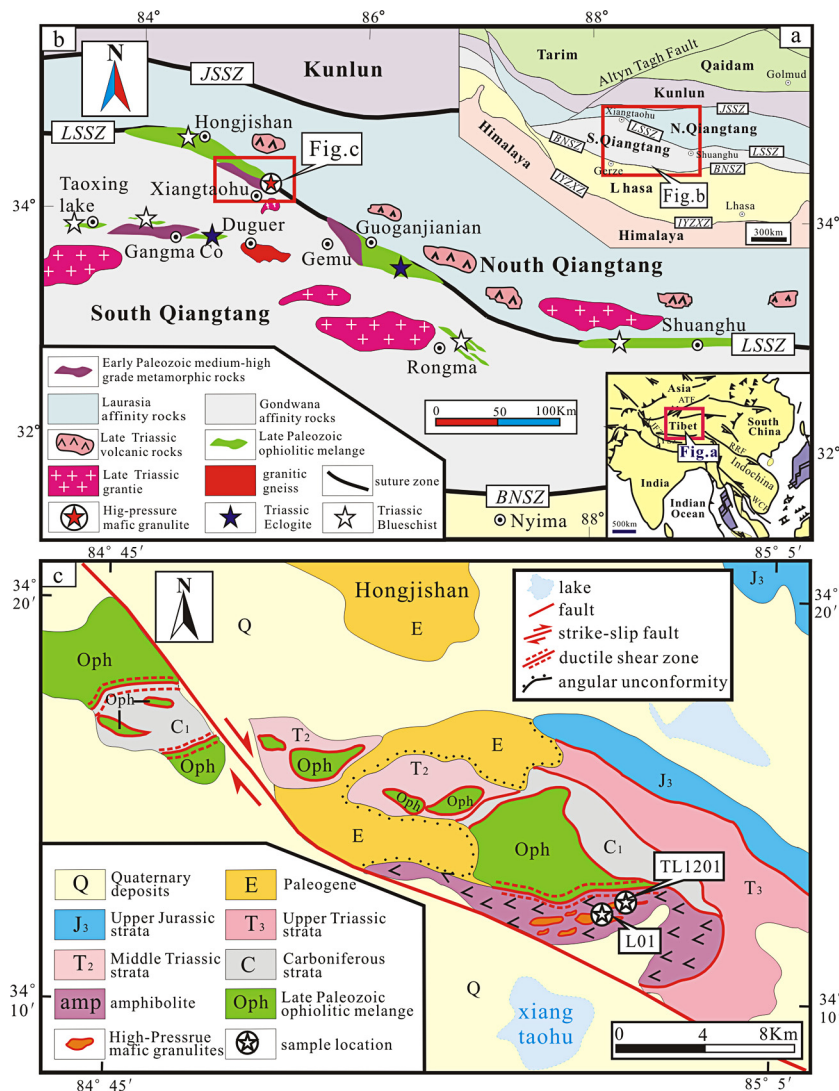 84°
86°
88°
b
a
N
Kunlun
JSSZ
LSSZ
Hongjishan
Fig.c
Xiangtaohu
Taoxing
lake
34°
Gangma Co
Duguer
Gemu
Guoganjianian
Nouth Qiangtang
South Qiangtang
Shuanghu
LSSZ
Rongma
Tarim
Altyn Tagh Fault
Qaidam
Golmud
Kunlun
Xiangtaohu
JSSZ
LSSZ
N.Qiangtang
BNSZ
S.Qiangtang
Shuanghu
LSSZ
Himalaya
Gerze
BNSZ
IYZXZ
Lhasa
Fig.b
Lhasa
IYZXZ
Himalaya
300km
34°
Early Paleozoic medium-high
grade metamorphic rocks
Laurasia
affinity rocks
Gondwana
affinity rocks
Late Triassic
volcanic rocks
Late Paleozoic
ophiolitic melange
Late Triassic
grantie
granitic
gneiss
suture zone
Hig-pressure
mafic granulite
Triassic
Eclogite
Triassic
Blueschist
32°
0 50 100Km
BNSZ
Nyima
88°
Asia
ATF
Tibet
South
China
Fig.a
RRF
Indochina
India
WCF
Indian
Ocean
500km
32°
84° 45′
85° 5′
34°
20′
c
N
Q
Hongjishan
E
J3
34°
20′
lake
fault
strike-slip fault
ductile shear zone
angular unconformity
Oph
Oph
C1
Oph
T2
Oph
E
T2
Oph
Oph
E
Oph
C1
J3
T3
TL1201
L01
Q
xiang
taohu
Q
Quaternary
deposits
E
Paleogene
J3
Upper Jurassic
strata
T3
Upper Triassic
strata
T2
Middle Triassic
strata
C
Carboniferous
strata
amp
amphibolite
Oph
Late Paleozoic
ophiolitic melange
High-Pressrue
mafic granulites
sample location
34°
10′
34°
10′
0 4 8Km
84° 45′
85° 5′